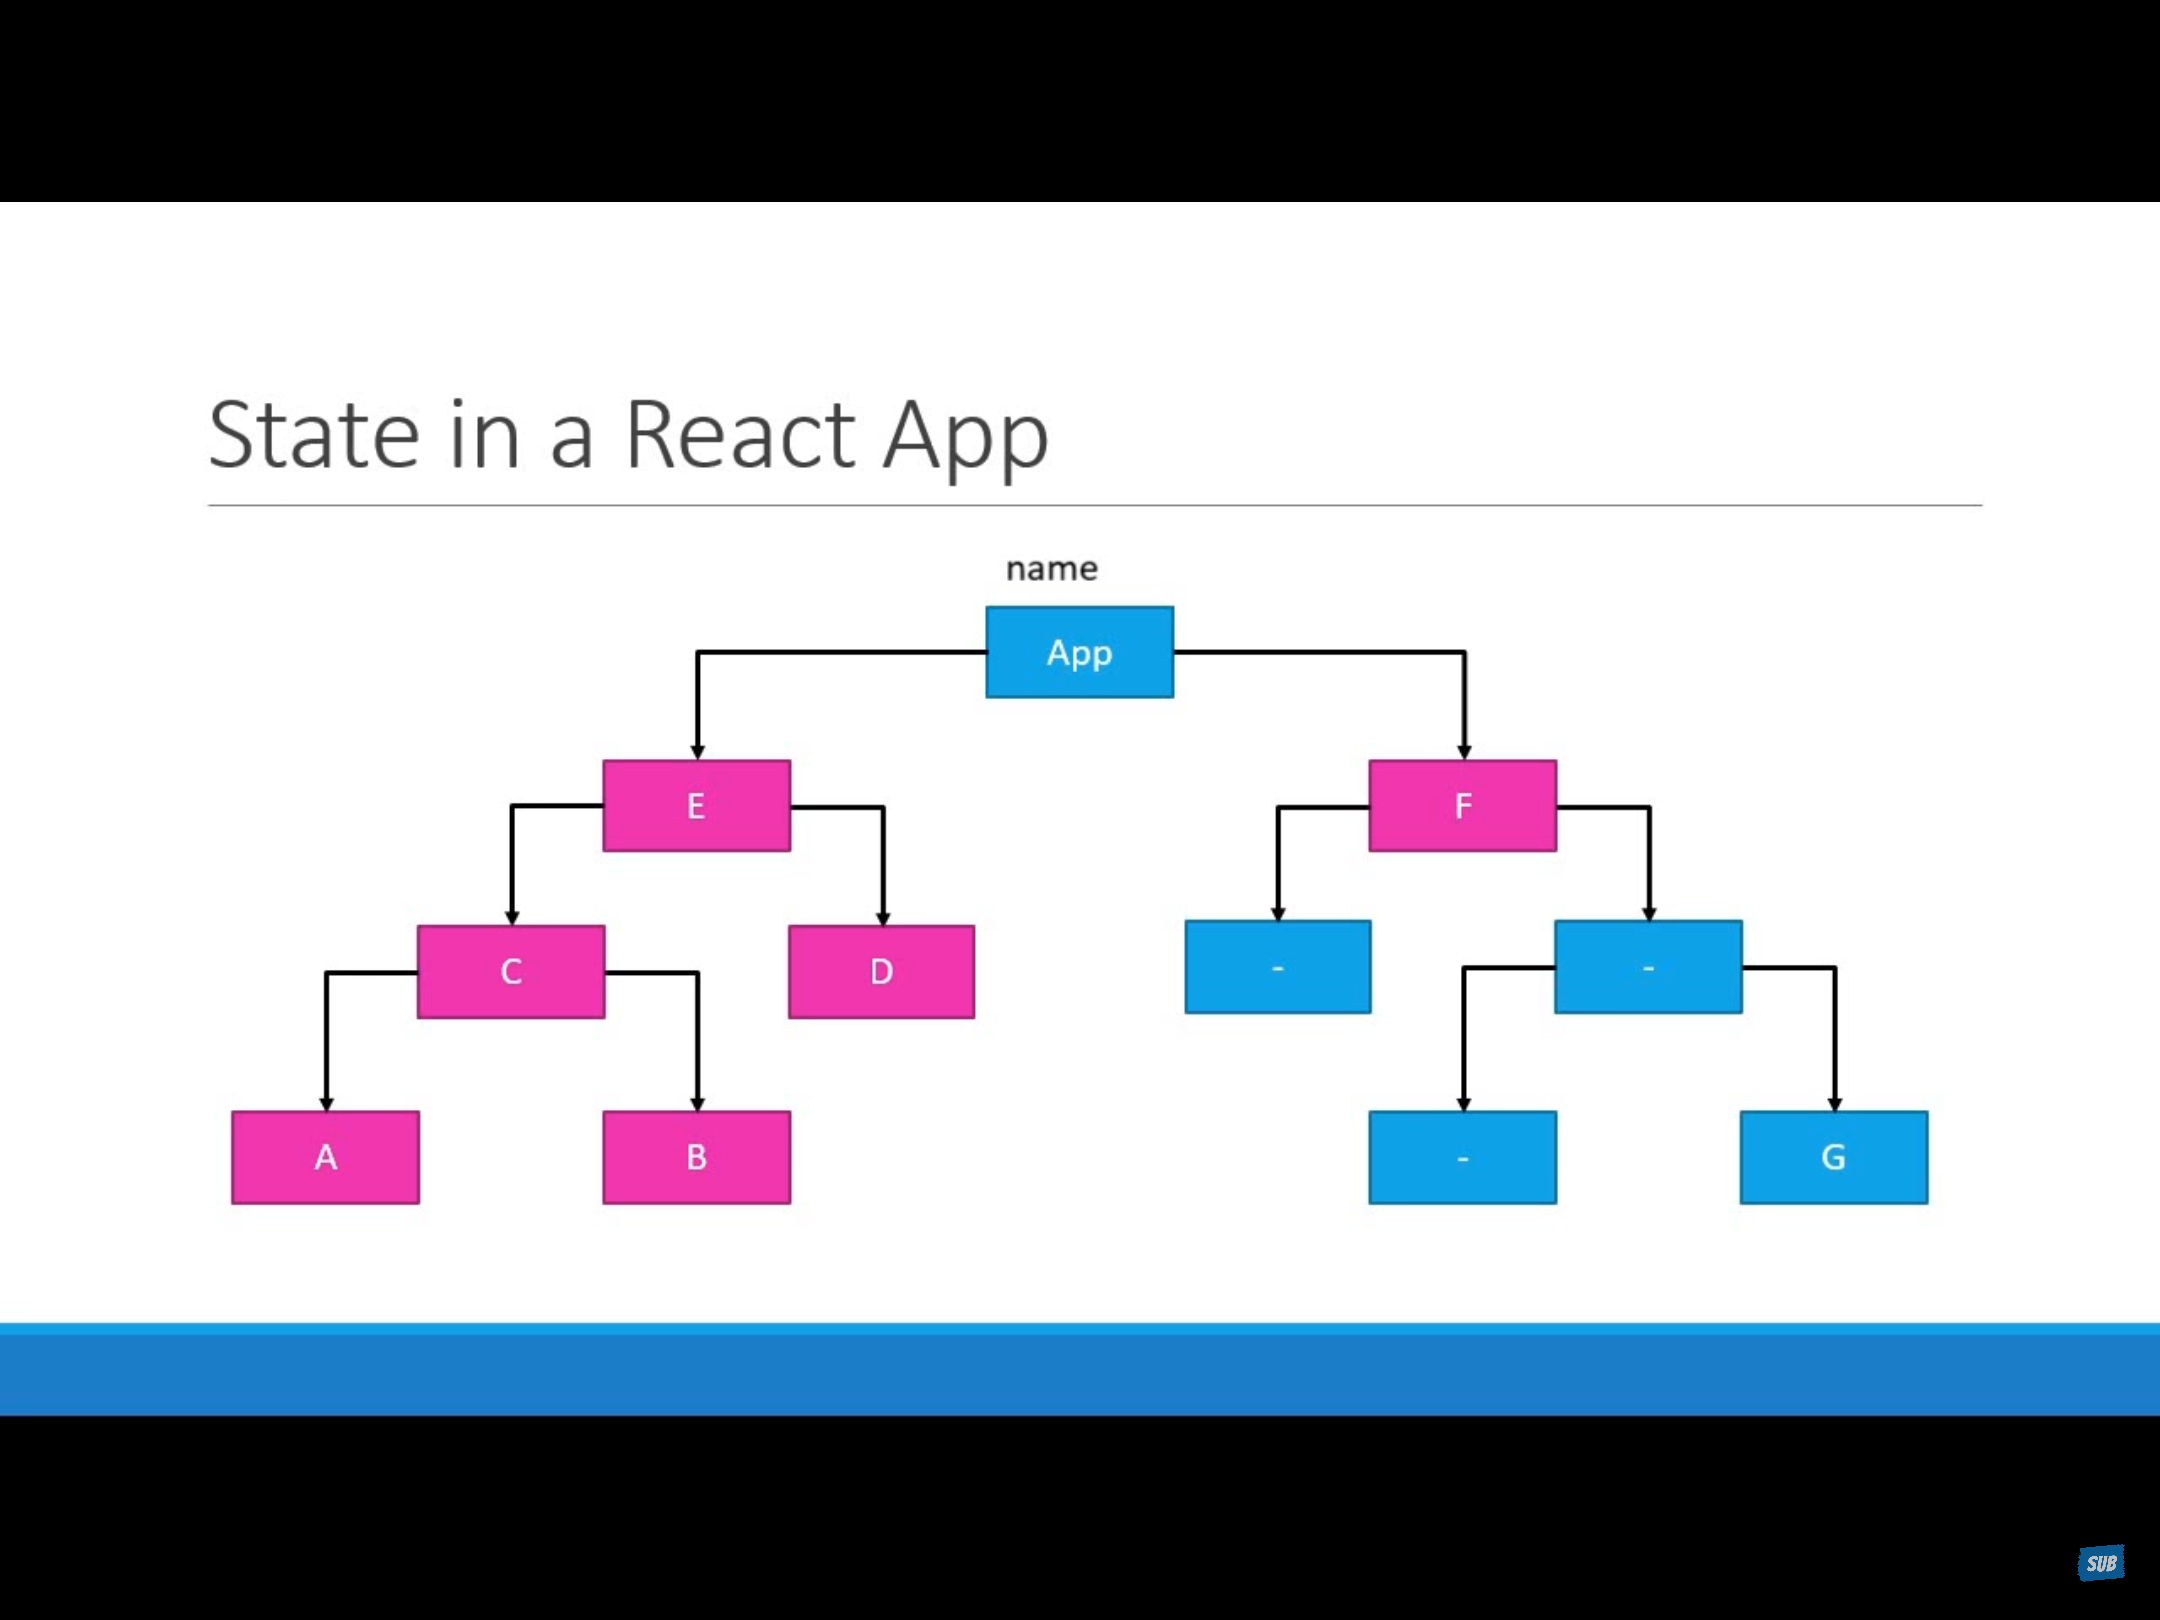 State in a React App
name
App
E
F
C
D
-
-
A
B
-
G
SUB